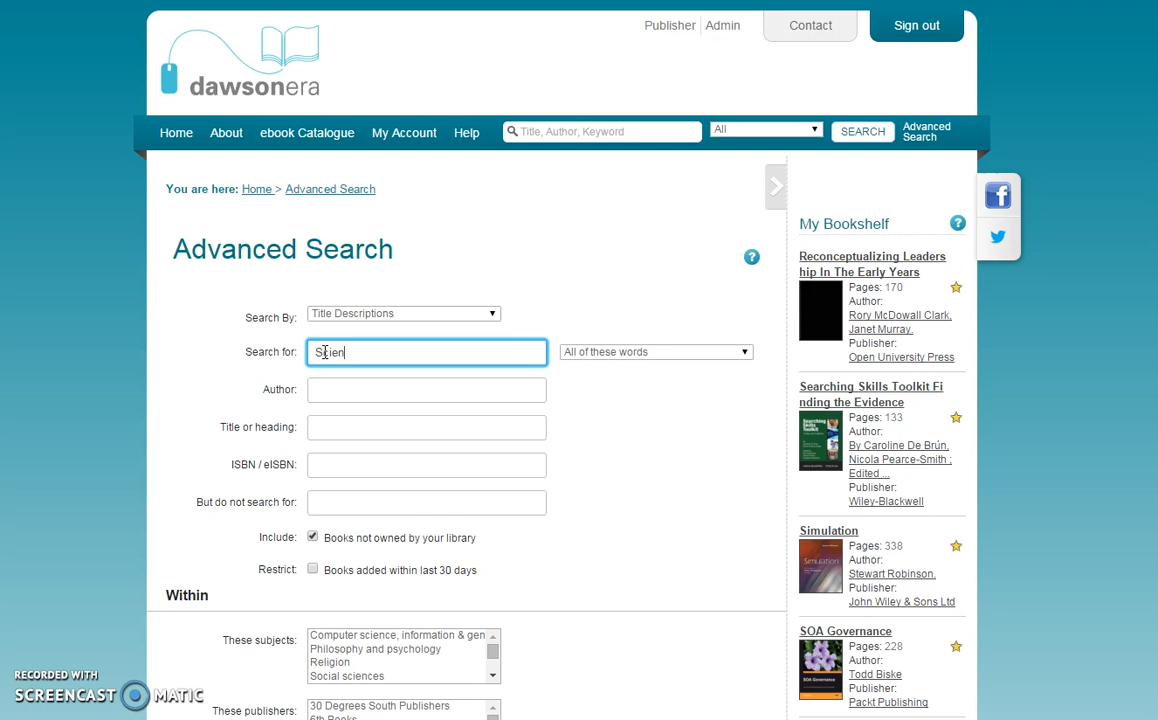 Publisher Admin Contact Sign out
dawsonera
Home About ebook Catalogue My Account Help Title, Author, Keyword All SEARCH Advanced
Search
You are here: Home > Advanced Search
Advanced Search
?
Search By: Title Descriptions
Search for: Scien All of these words
Author:
Title or heading:
ISBN / eISBN:
But do not search for:
Include: Books not owned by your library
Restrict: Books added within last 30 days
Within
These subjects: Computer science, information & gen
Philosophy and psychology
Religion
Social sciences
These publishers: 30 Degrees South Publishers
6th Books
My Bookshelf ?
Reconceptualizing Leaders
hip In The Early Years
Pages: 170
Author:
Rory McDowall Clark,
Janet Murray.
Publisher:
Open University Press
Searching Skills Toolkit Fi
nding the Evidence
Pages: 133
Author:
By Caroline De Brún,
Nicola Pearce-Smith ;
Edited ...
Publisher:
Wiley-Blackwell
Simulation
Pages: 338
Author:
Stewart Robinson,
Publisher:
John Wiley & Sons Ltd
SOA Governance
Pages: 228
Author:
Todd Biske
Publisher:
Packt Publishing
f
RECORDED WITH
SCREENCAST MATIC